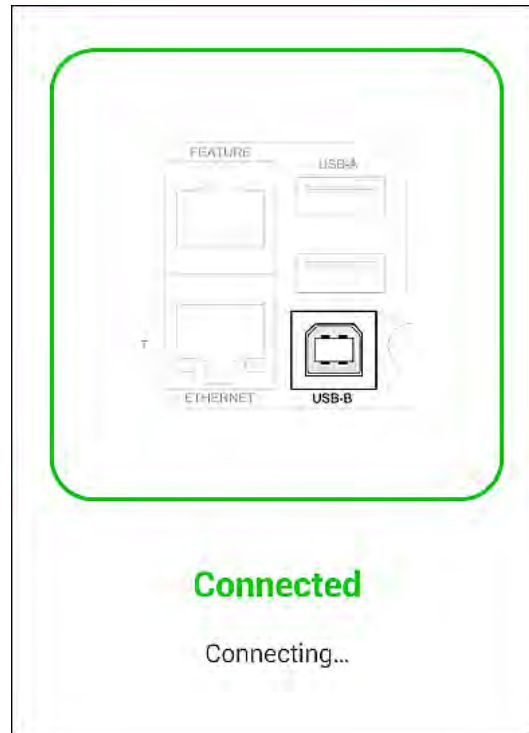 FEATURE
USB-A
T
ETHERNET
USB-B
Connected
Connecting...